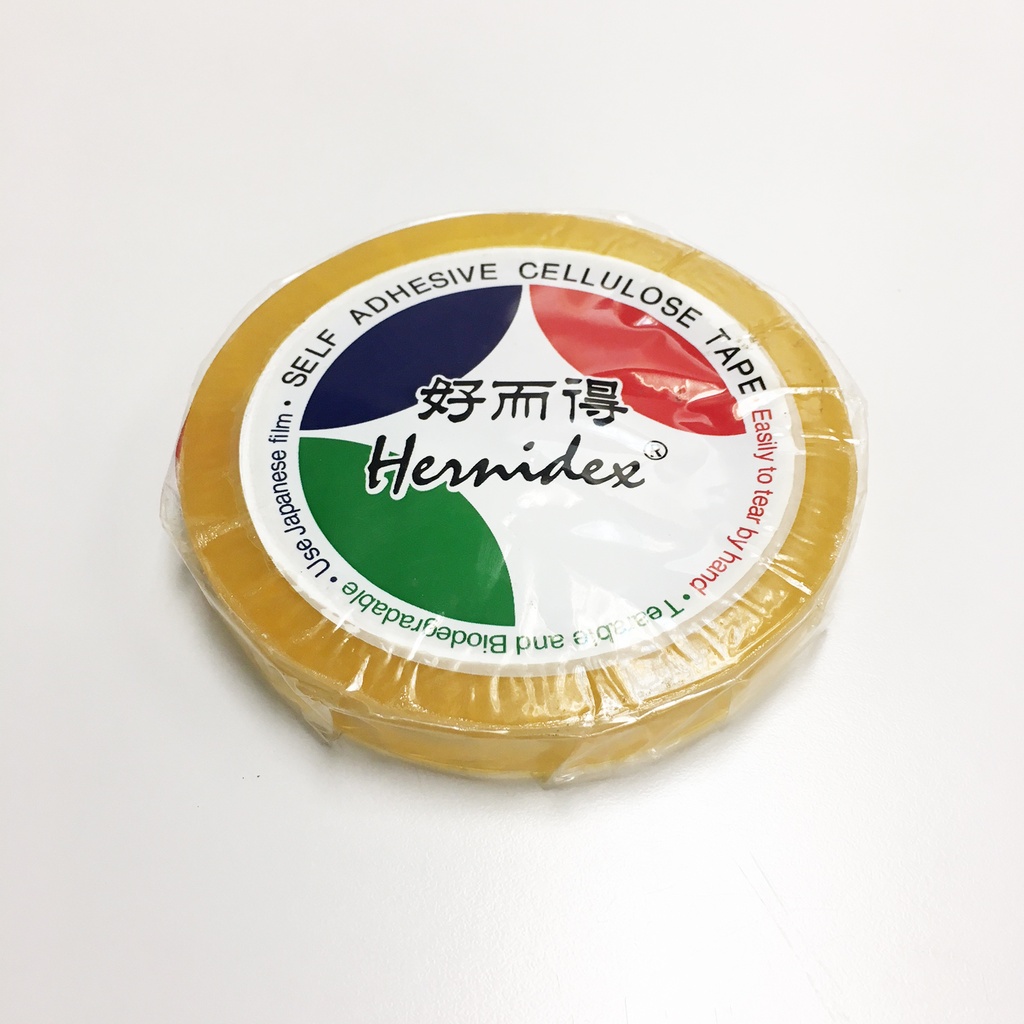 SELF ADHESIVE CELLULOSE TAPE
好而得
Hernidex®
Easily to tear by hand • Tearable and Biodegradable • Use Japanese film •